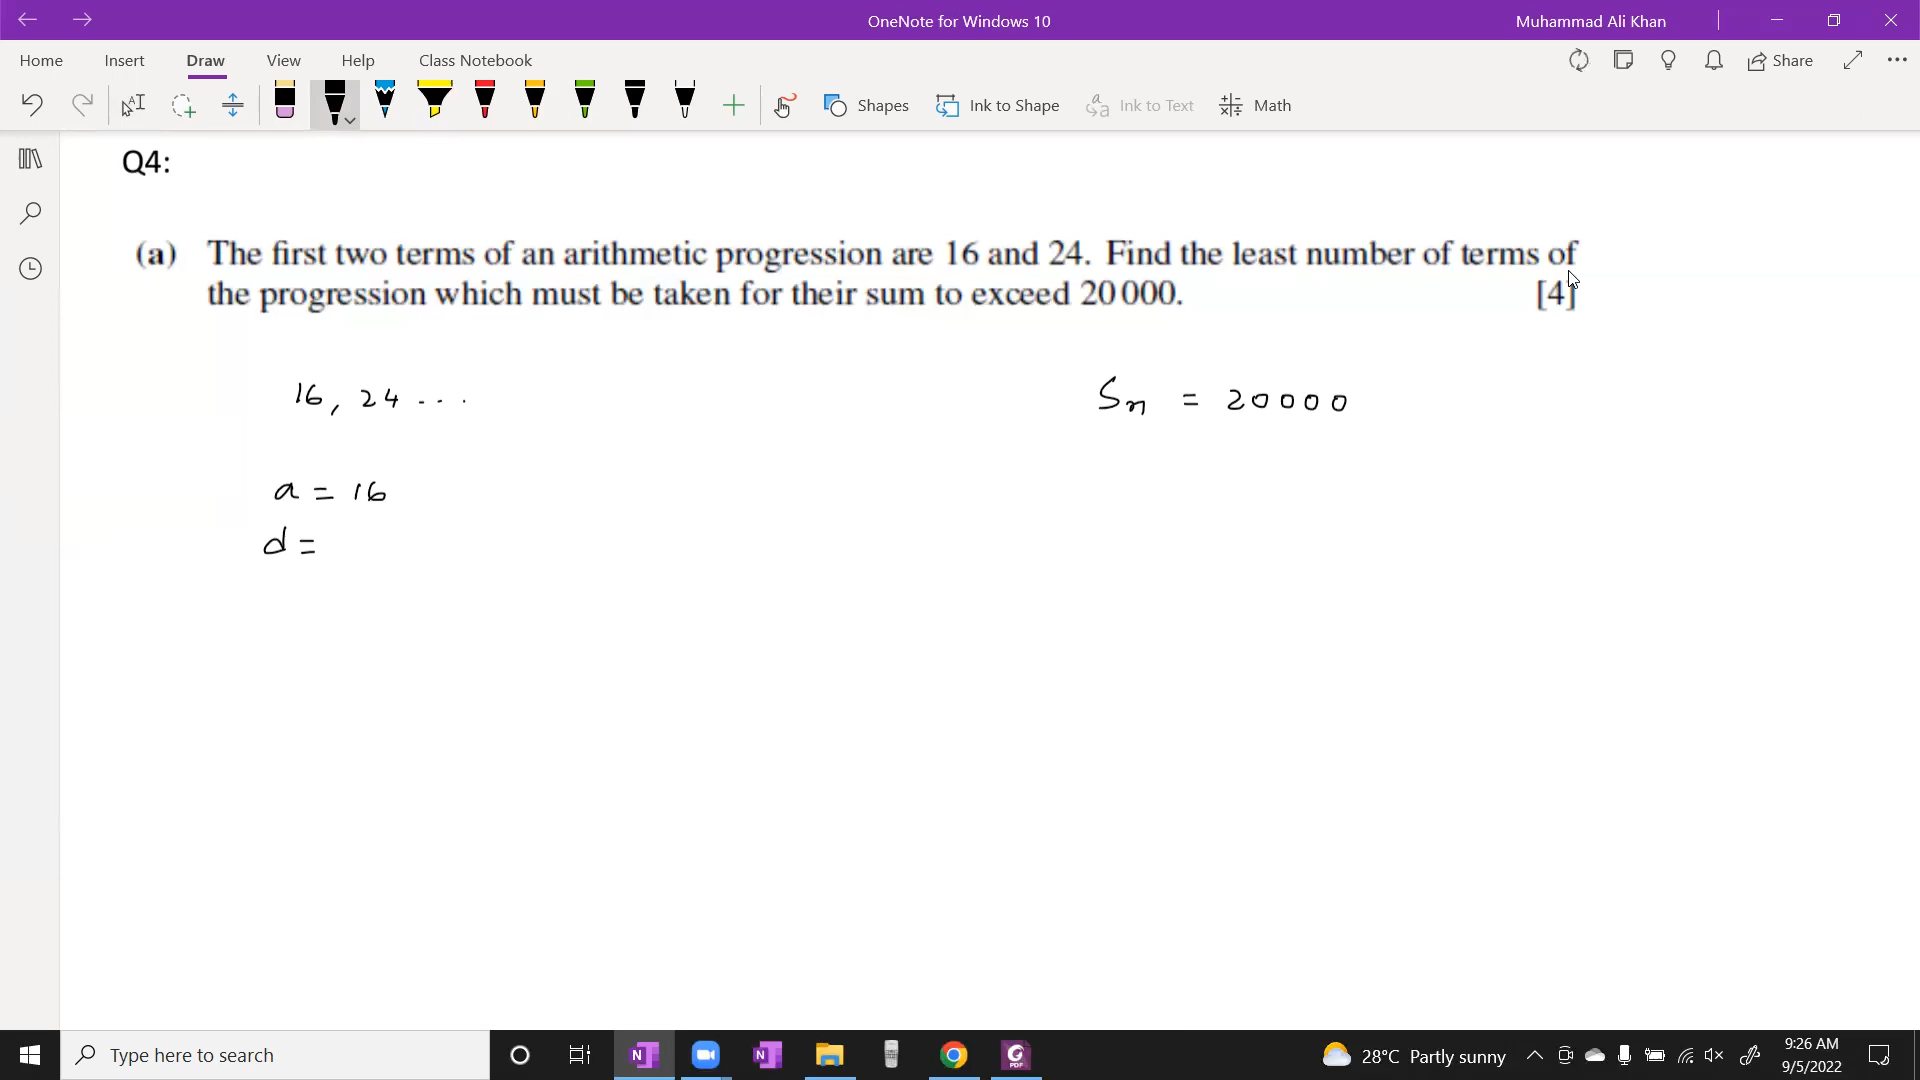 OneNote for Windows 10
Muhammad Ali Khan
Home Insert Draw View Help Class Notebook
Share
Shapes Ink to Shape Ink to Text Math
Q4:
(a) The first two terms of an arithmetic progression are 16 and 24. Find the least number of terms of
the progression which must be taken for their sum to exceed 20 000. [4]
16, 24 ...
Sn = 20000
a = 16
d =
Type here to search
28°C Partly sunny
9:26 AM
9/5/2022